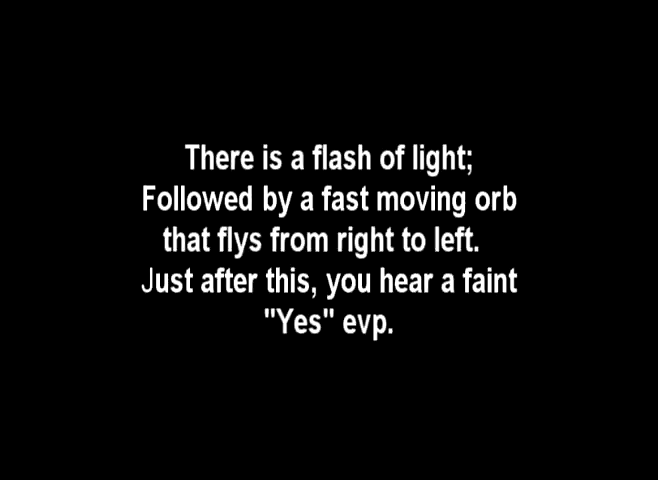 There is a flash of light;
Followed by a fast moving orb
that flys from right to left.
Just after this, you hear a faint
"Yes" evp.